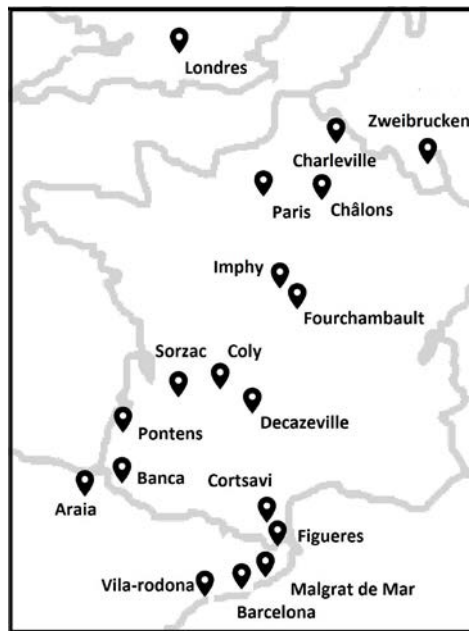 Londres
Zweibrucken
Charleville
Paris
Châlons
Imphy
Fourchambault
Sorzac
Coly
Decazeville
Pontens
Banca
Cortsavi
Araia
Figueres
Vila-rodona
Malgrat de Mar
Barcelona